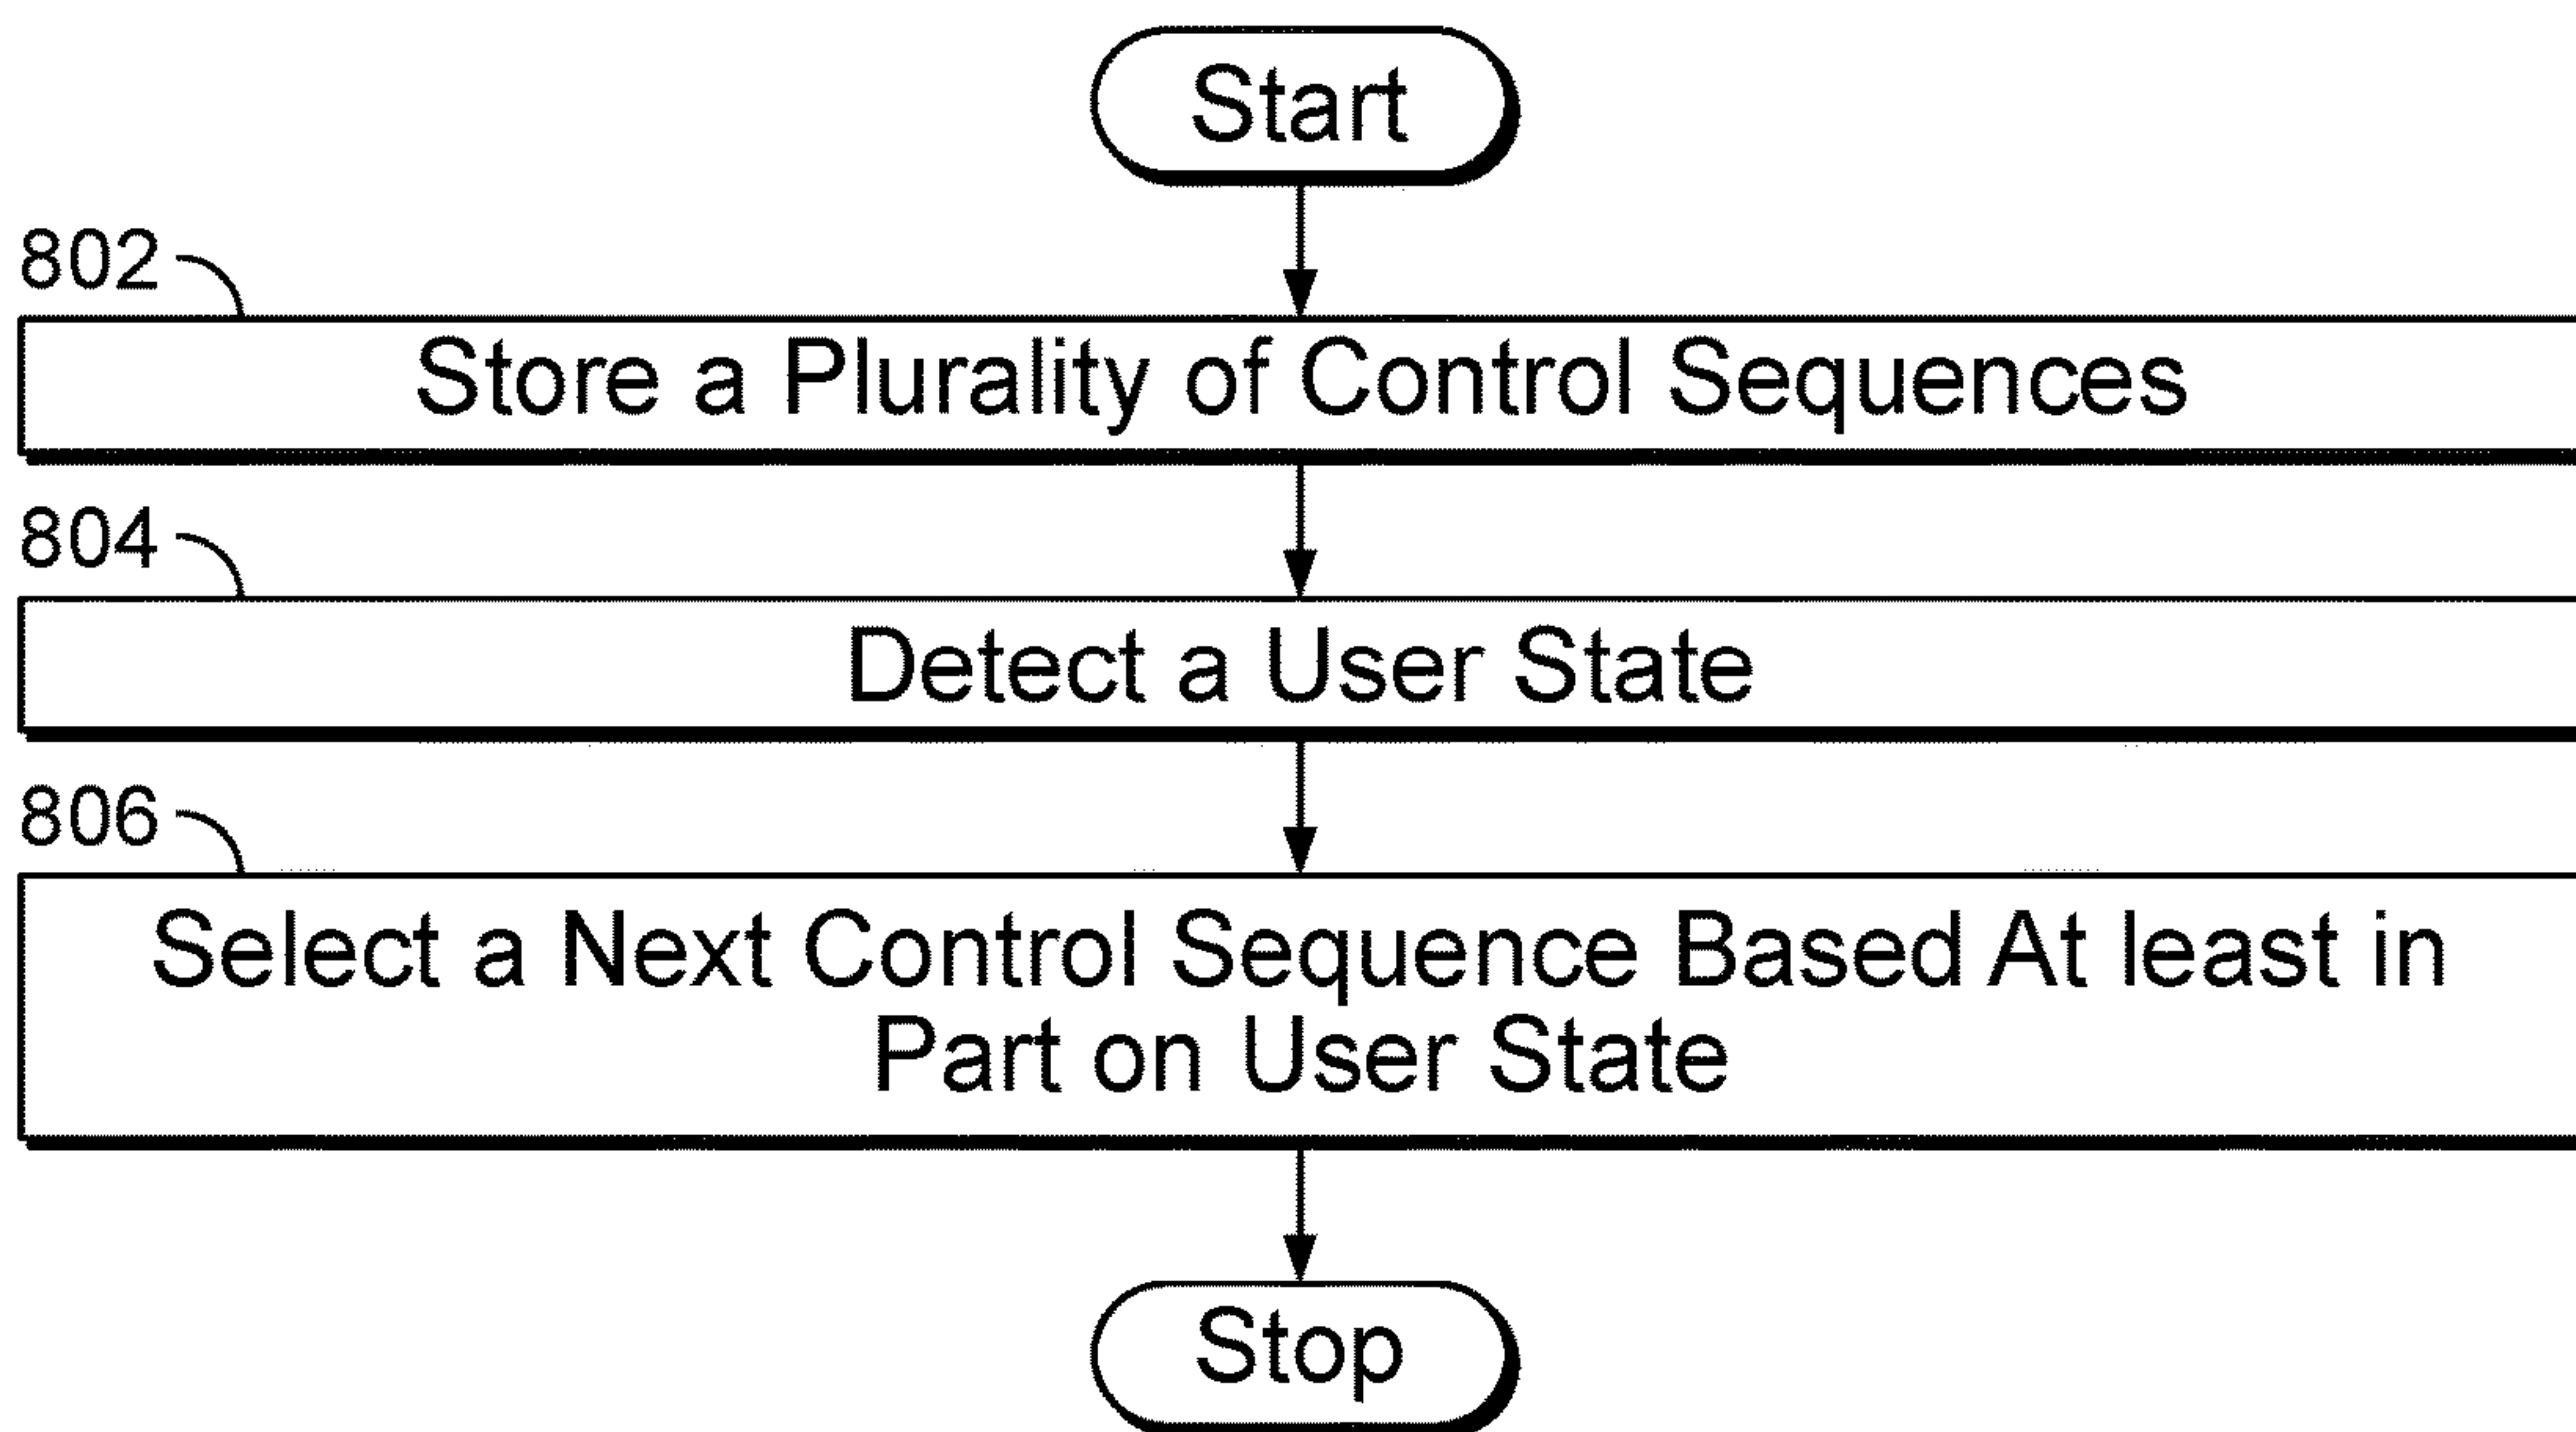 Start
802
Store a Plurality of Control Sequences
804
Detect a User State
806
Select a Next Control Sequence Based At least in
Part on User State
Stop